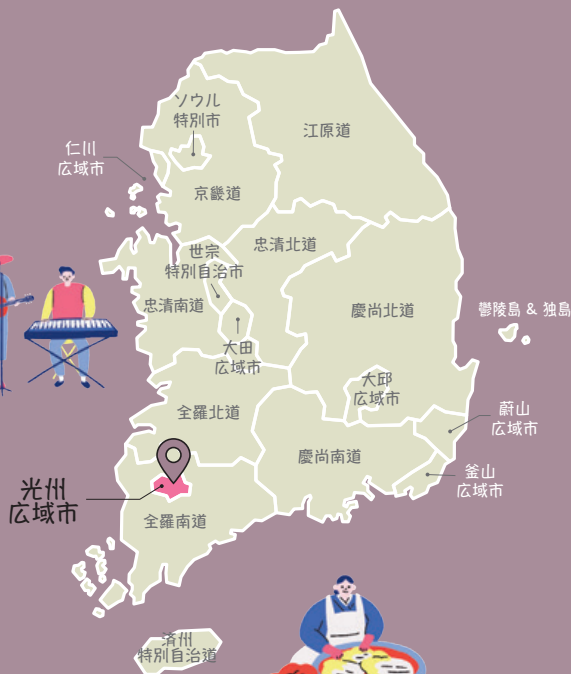 ソウル
特別市
江原道
仁川
広域市
京畿道
忠清北道
世宗
特別自治市
忠清南道
慶尚北道
鬱陵島 & 独島
大田
広域市
大邱
広域市
全羅北道
蔚山
広域市
慶尚南道
釜山
広域市
光州
広域市
全羅南道
済州
特別自治道